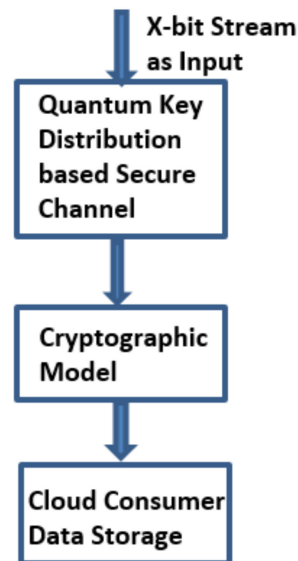 X-bit Stream
as Input
Quantum Key
Distribution
based Secure
Channel
Cryptographic
Model
Cloud Consumer
Data Storage